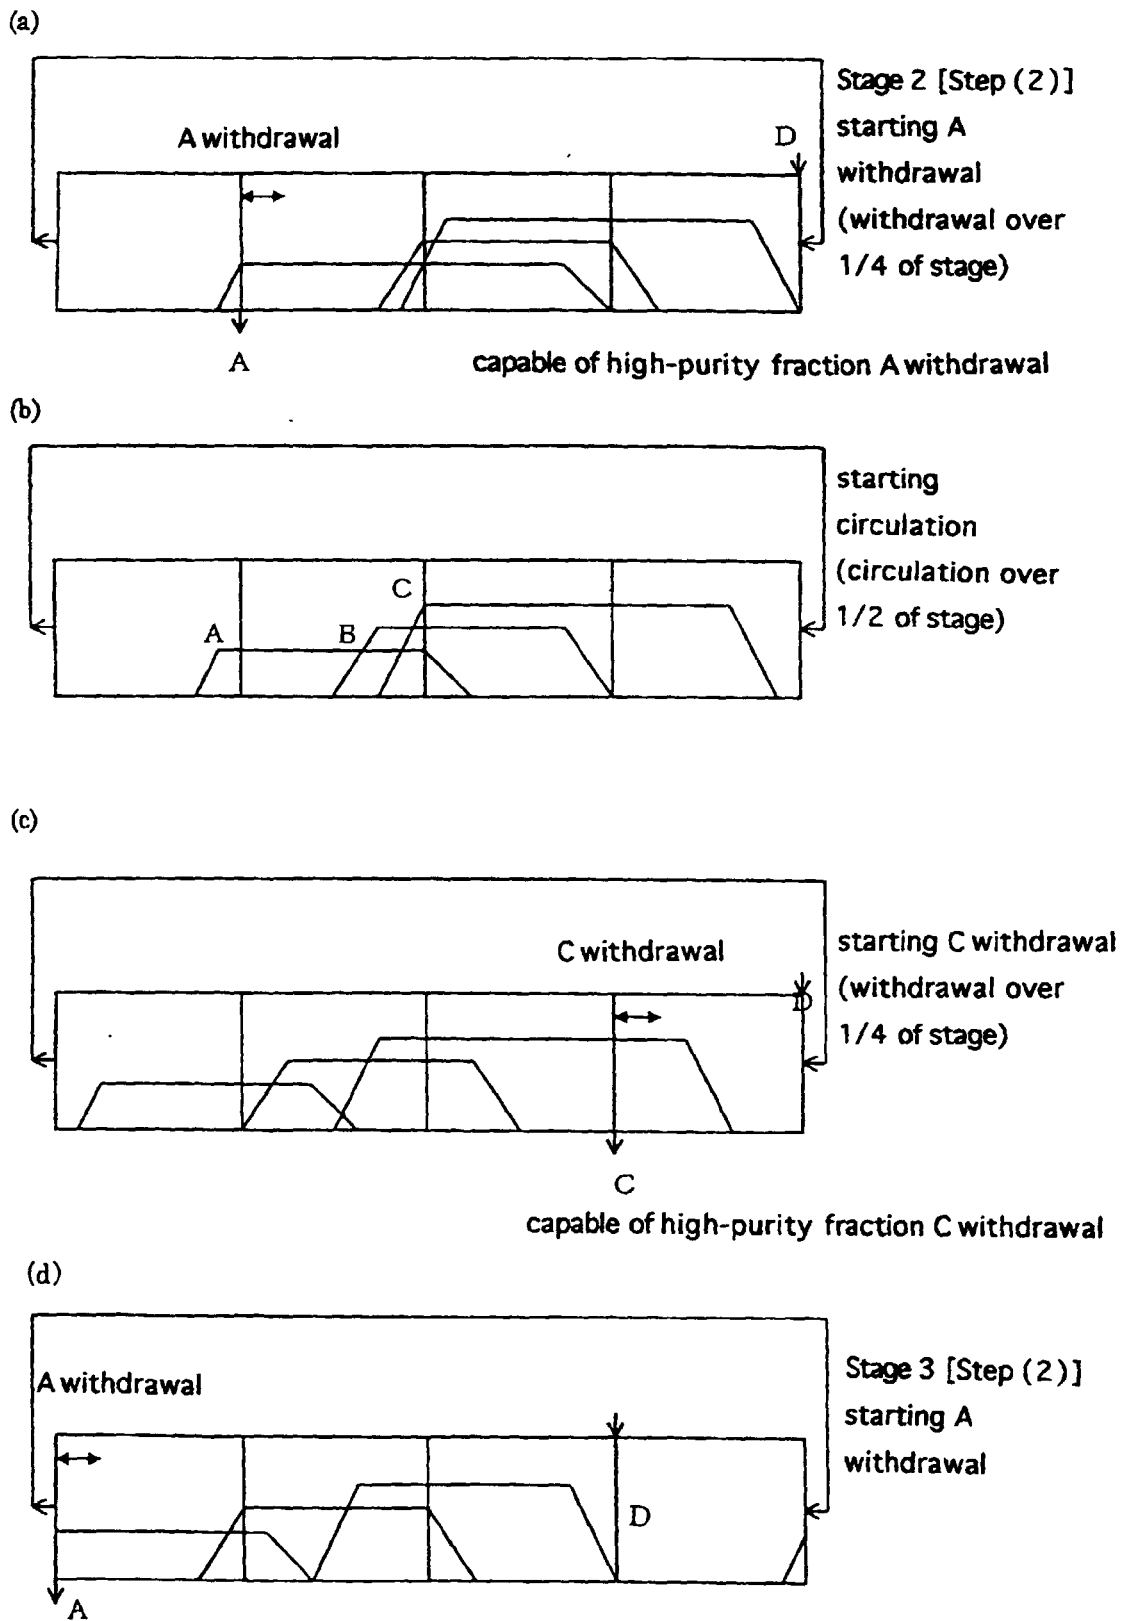 (a)
Stage 2 [Step (2)]
starting A
withdrawal
(withdrawal over
1/4 of stage)
A withdrawal
D
A
capable of high-purity fraction A withdrawal
(b)
starting
circulation
(circulation over
1/2 of stage)
C
A
B
(c)
C withdrawal
starting C withdrawal
(withdrawal over
1/4 of stage)
D
C
capable of high-purity fraction C withdrawal
(d)
A withdrawal
Stage 3 [Step (2)]
starting A
withdrawal
D
A